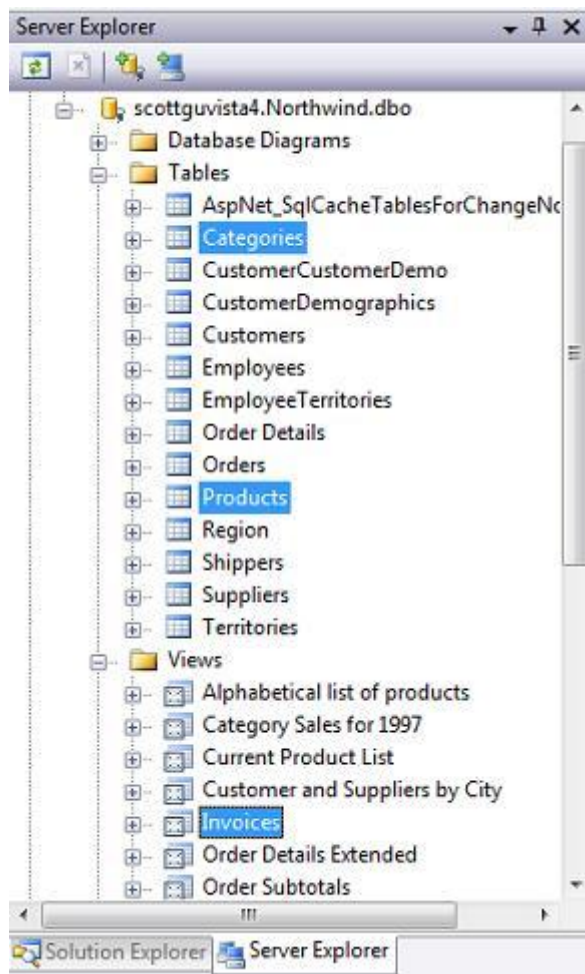 Server Explorer
scottguvista4.Northwind.dbo
Database Diagrams
Tables
AspNet_SqlCacheTablesForChangeNo
Categories
CustomerCustomerDemo
CustomerDemographics
Customers
Employees
EmployeeTerritories
Order Details
Orders
Products
Region
Shippers
Suppliers
Territories
Views
Alphabetical list of products
Category Sales for 1997
Current Product List
Customer and Suppliers by City
Invoices
Order Details Extended
Order Subtotals
Solution Explorer Server Explorer